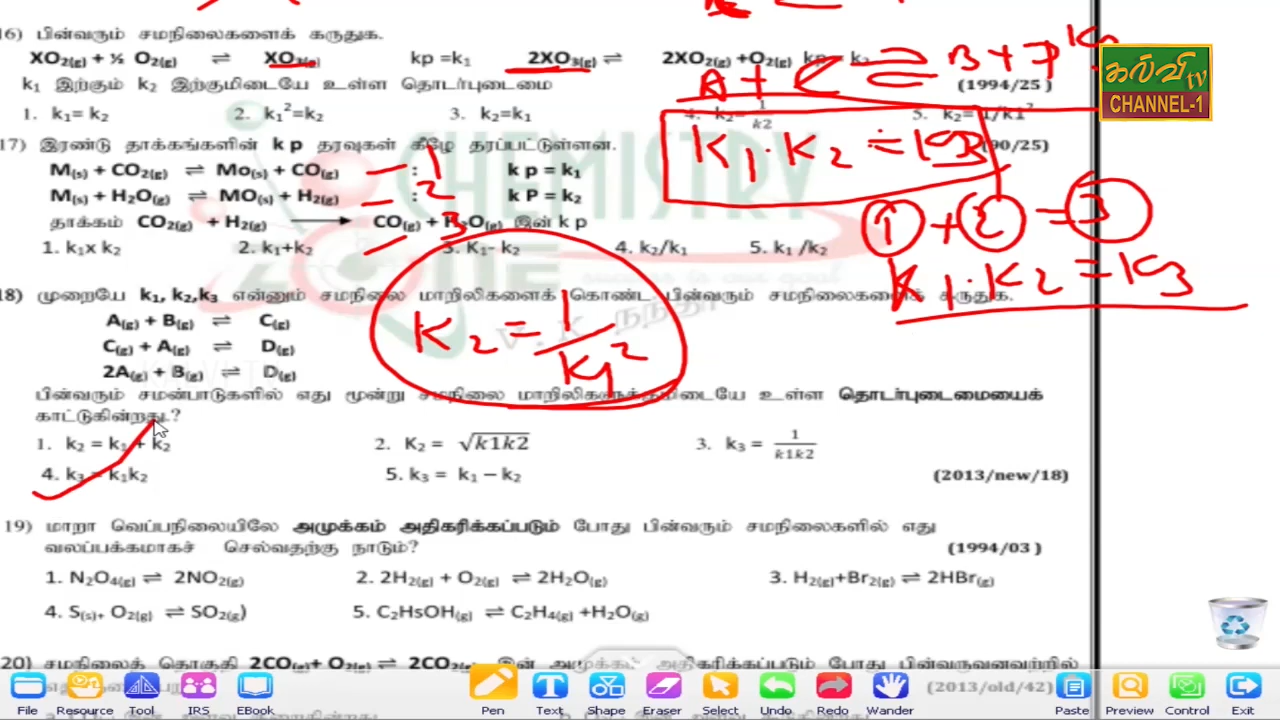 16) பின்வரும் சமநிலைகளைக் கருதுக.
XO₂(g) + ½ O₂(g) ⇌ XO₃(g) kp =k₁ 2XO₃(g) ⇌ 2XO₂(g) +O₂(g) kp
k₁ இற்கும் k₂ இற்குமிடையே உள்ள தொடர்புடைமை (1994/25 )
1. k₁= k₂ 2. k₁²=k₂ 3. k₂=k₁ 4. k₂= 1/k2 5. k₂= 1/k1²
A + C ⇌ B + P
கல்வி tv
CHANNEL-1
K1 . K2 = K3
17) இரண்டு தாக்கங்களின் k p தரவுகள் கீழே தரப்பட்டுள்ளன. (90/25)
M(s) + CO₂(g) ⇌ Mo(s) + CO(g) : 1 k p = k₁
M(s) + H₂O(g) ⇌ MO(s) + H₂(g) : 2 k P = k₂
தாக்கம் CO₂(g) + H₂(g) → CO(g) + H₂O(g) இன் k p
3
1. k₁x k₂ 2. k₁+k₂ 3. K₁- k₂ 4. k₂/k₁ 5. k₁ /k₂
1 + 2 = 3
K1 . K2 = K3
CHEMISTRY
18) முறையே k₁, k₂,k₃ என்னும் சமநிலை மாறிலிகளைக் கொண்ட பின்வரும் சமநிலைகளைக் கருதுக.
A(g) + B(g) ⇌ C(g)
C(g) + A(g) ⇌ D(g)
2A(g) + B(g) ⇌ D(g)
K2 = 1/K1²
பின்வரும் சமன்பாடுகளில் எது மூன்று சமநிலை மாறிலிகளுக்குமிடையே உள்ள தொடர்புடைமையைக்
காட்டுகின்றது.?
1. k₂ = k₁ + k₂ 2. K₂ = √k1k2 3. k₃ = 1/k1k2
4. k₃ = k₁k₂ 5. k₃ = k₁ – k₂ (2013/new/18)
19) மாறா வெப்பநிலையிலே அமுக்கம் அதிகரிக்கப்படும் போது பின்வரும் சமநிலைகளில் எது
வலப்பக்கமாகச் செல்வதற்கு நாடும்? (1994/03 )
1. N₂O₄(g) ⇌ 2NO₂(g) 2. 2H₂(g) + O₂(g) ⇌ 2H₂O(g) 3. H₂(g)+Br₂(g) ⇌ 2HBr(g)
4. S(s)+ O₂(g) ⇌ SO₂(g) 5. C₂H₅OH(g) ⇌ C₂H₄(g) +H₂O(g)
20) சமநிலைத் தொகுதி 2CO(g)+ O₂(g) ⇌ 2CO₂(g) இன் அமுக்கம் அதிகரிக்கப்படும் போது பின்வருவனவற்றில்
(2013/old/42)
File Resource Tool IRS EBook Pen Text Shape Eraser Select Undo Redo Wander Paste Preview Control Exit